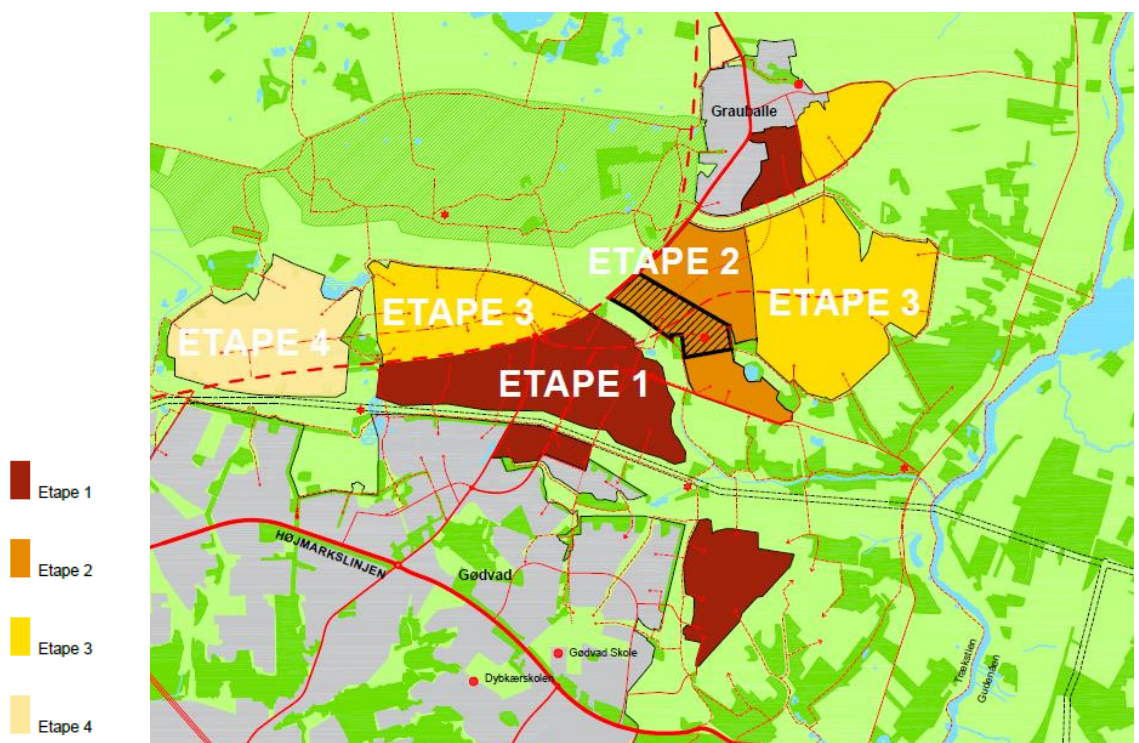 Grauballe
ETAPE 2
ETAPE 3
ETAPE 3
ETAPE 4
ETAPE 1
Etape 1
HØJMARKSLINJEN
Etape 2
Gødvad
Etape 3
Gødvad Skole
Dybkærskolen
Trækstien
Gudenåen
Etape 4